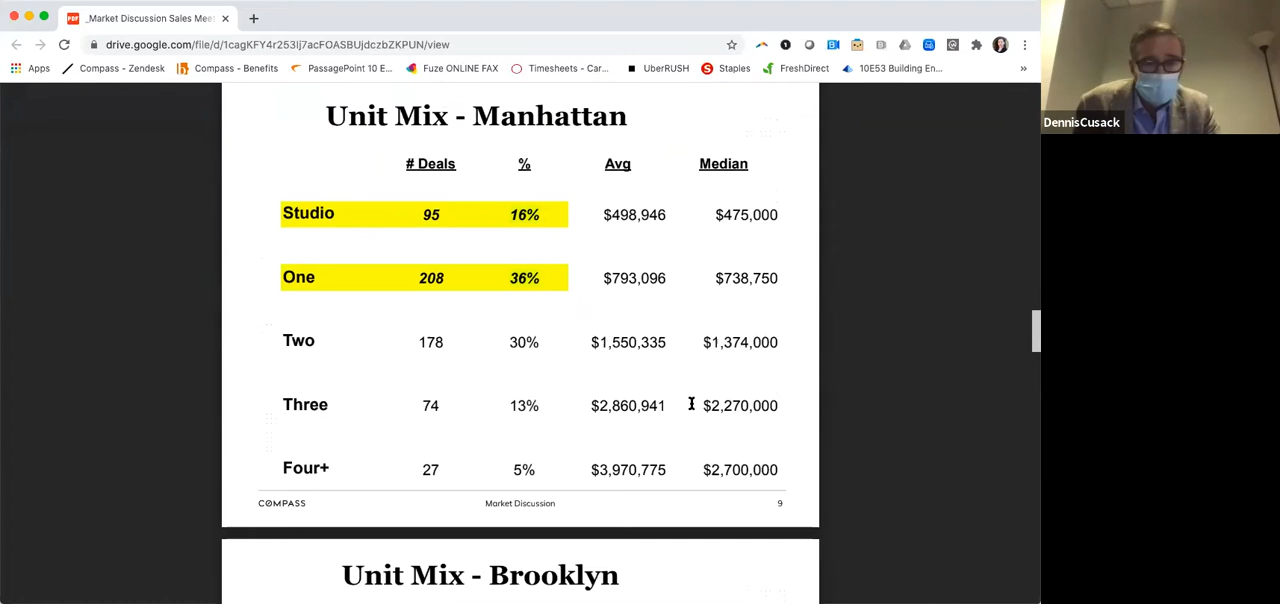 _Market Discussion Sales Mee
drive.google.com/file/d/1cagKFY4r253lj7acFOASBUjdczbZKPUN/view
Apps Compass - Zendesk Compass - Benefits PassagePoint 10 E... Fuze ONLINE FAX Timesheets - Car... UberRUSH Staples FreshDirect 10E53 Building En... »
DennisCusack
Unit Mix - Manhattan
# Deals % Avg Median
Studio 95 16% $498,946 $475,000
One 208 36% $793,096 $738,750
Two 178 30% $1,550,335 $1,374,000
Three 74 13% $2,860,941 $2,270,000
Four+ 27 5% $3,970,775 $2,700,000
COMPASS Market Discussion 9
Unit Mix - Brooklyn